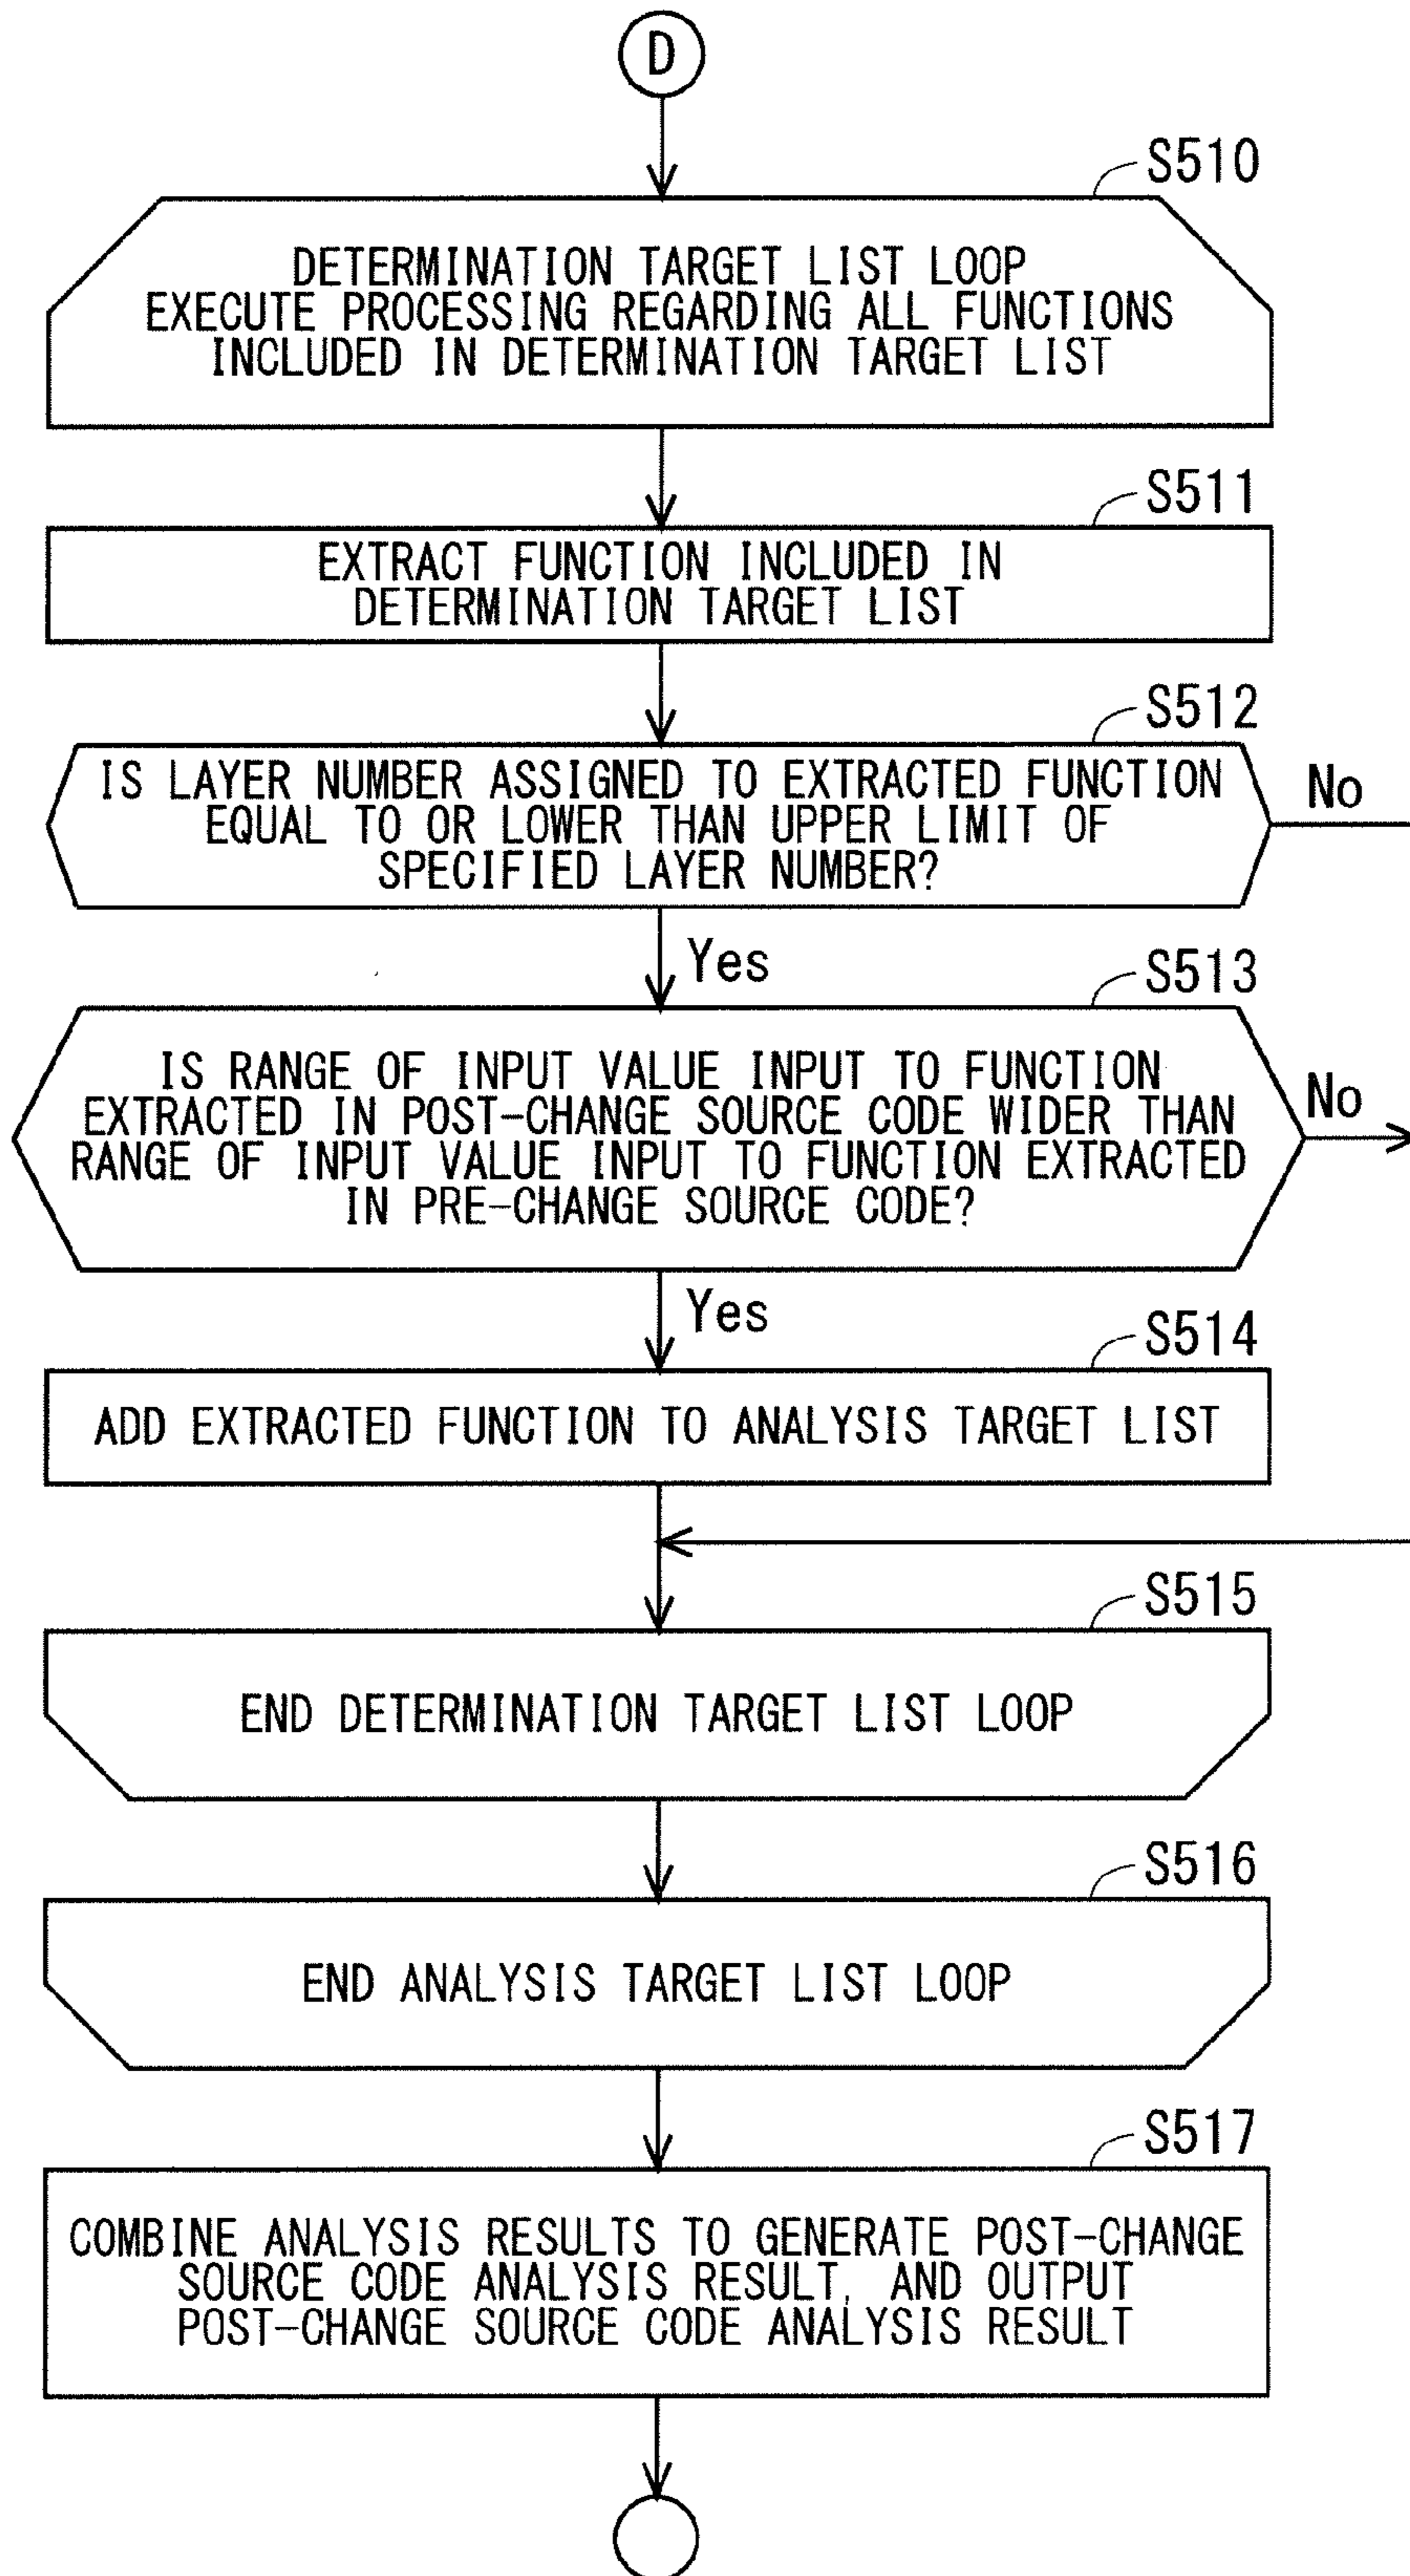 D
S510
DETERMINATION TARGET LIST LOOP
EXECUTE PROCESSING REGARDING ALL FUNCTIONS
INCLUDED IN DETERMINATION TARGET LIST
S511
EXTRACT FUNCTION INCLUDED IN
DETERMINATION TARGET LIST
S512
IS LAYER NUMBER ASSIGNED TO EXTRACTED FUNCTION
EQUAL TO OR LOWER THAN UPPER LIMIT OF
SPECIFIED LAYER NUMBER?
No
Yes
S513
IS RANGE OF INPUT VALUE INPUT TO FUNCTION
EXTRACTED IN POST-CHANGE SOURCE CODE WIDER THAN
RANGE OF INPUT VALUE INPUT TO FUNCTION EXTRACTED
IN PRE-CHANGE SOURCE CODE?
No
Yes
S514
ADD EXTRACTED FUNCTION TO ANALYSIS TARGET LIST
S515
END DETERMINATION TARGET LIST LOOP
S516
END ANALYSIS TARGET LIST LOOP
S517
COMBINE ANALYSIS RESULTS TO GENERATE POST-CHANGE
SOURCE CODE ANALYSIS RESULT, AND OUTPUT
POST-CHANGE SOURCE CODE ANALYSIS RESULT